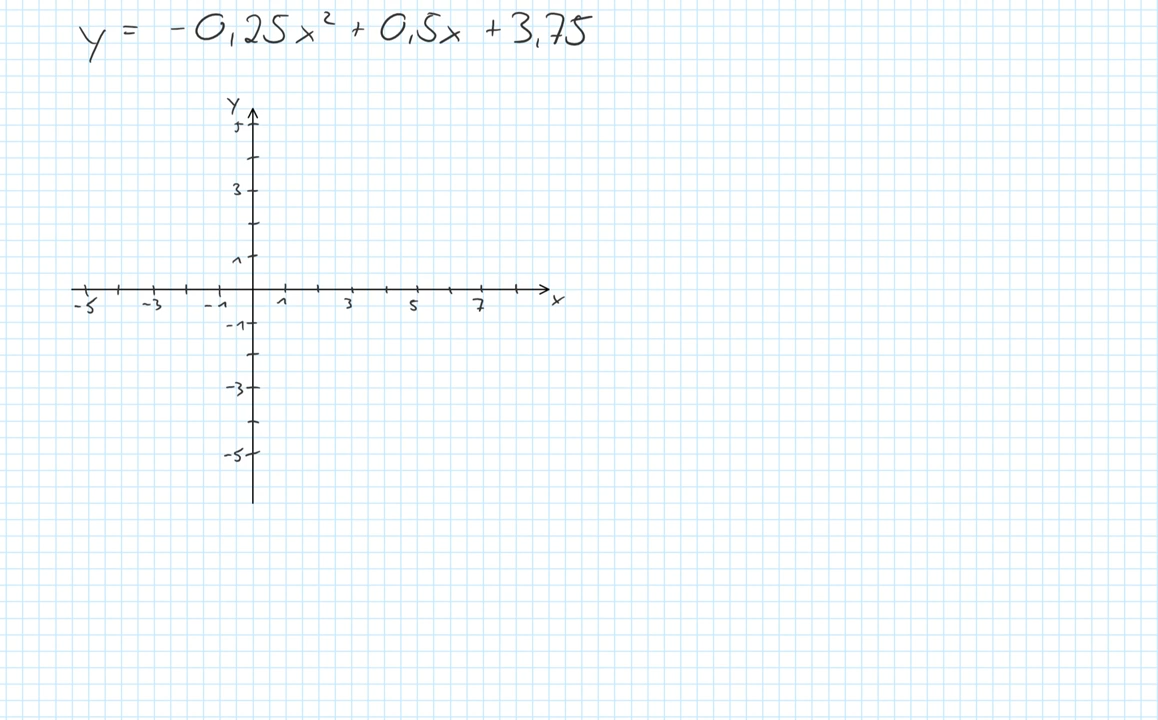 y = -0,25x² + 0,5x + 3,75
y
5
3
1
-5 -3 -1 1 3 5 7 x
-1
-3
-5